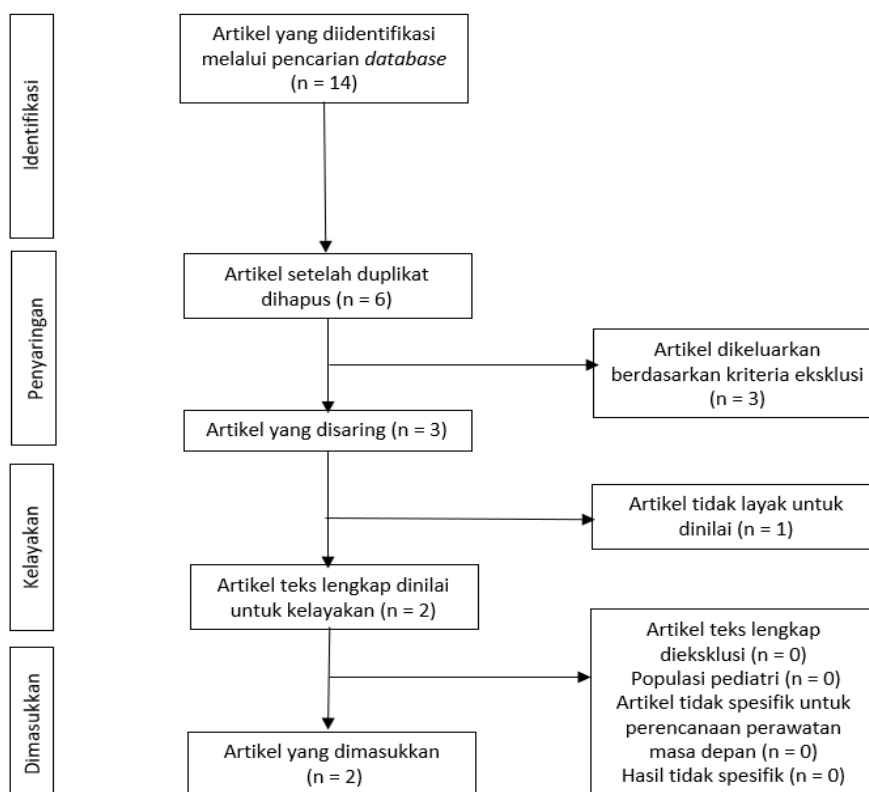 Identifikasi
Artikel yang diidentifikasi
melalui pencarian database
(n = 14)
Penyaringan
Artikel setelah duplikat
dihapus (n = 6)
Artikel dikeluarkan
berdasarkan kriteria eksklusi
(n = 3)
Artikel yang disaring (n = 3)
Kelayakan
Artikel tidak layak untuk
dinilai (n = 1)
Artikel teks lengkap dinilai
untuk kelayakan (n = 2)
Dimasukkan
Artikel teks lengkap
dieksklusi (n = 0)
Populasi pediatri (n = 0)
Artikel tidak spesifik untuk
perencanaan perawatan
masa depan (n = 0)
Hasil tidak spesifik (n = 0)
Artikel yang dimasukkan
(n = 2)